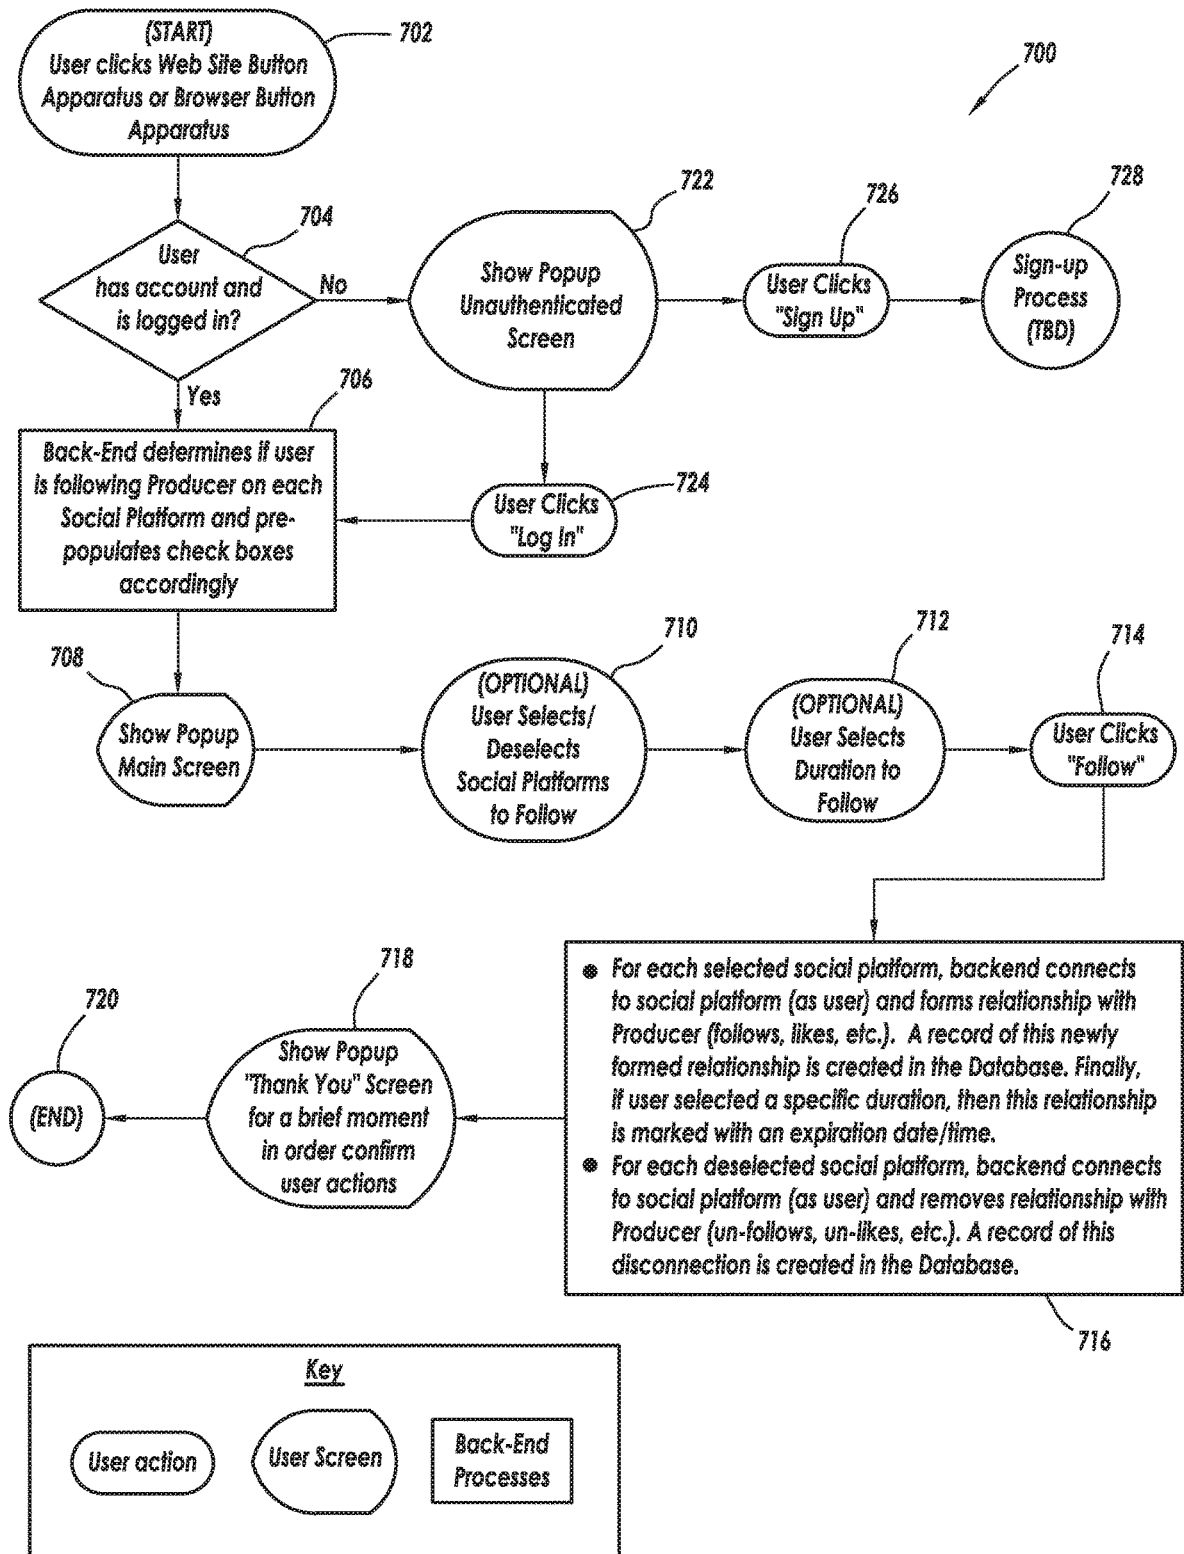 (START)
User clicks Web Site Button
Apparatus or Browser Button
Apparatus
702
700
User
has account and
is logged in?
704
No
Yes
Show Popup
Unauthenticated
Screen
722
User Clicks
"Sign Up"
726
Sign-up
Process
(TBD)
728
Back-End determines if user
is following Producer on each
Social Platform and pre-
populates check boxes
accordingly
706
User Clicks
"Log In"
724
708
Show Popup
Main Screen
(OPTIONAL)
User Selects/
Deselects
Social Platforms
to Follow
710
(OPTIONAL)
User Selects
Duration to
Follow
712
User Clicks
"Follow"
714
● For each selected social platform, backend connects
to social platform (as user) and forms relationship with
Producer (follows, likes, etc.). A record of this newly
formed relationship is created in the Database. Finally,
if user selected a specific duration, then this relationship
is marked with an expiration date/time.
● For each deselected social platform, backend connects
to social platform (as user) and removes relationship with
Producer (un-follows, un-likes, etc.). A record of this
disconnection is created in the Database.
716
718
Show Popup
"Thank You" Screen
for a brief moment
in order confirm
user actions
720
(END)
Key
User action
User Screen
Back-End
Processes